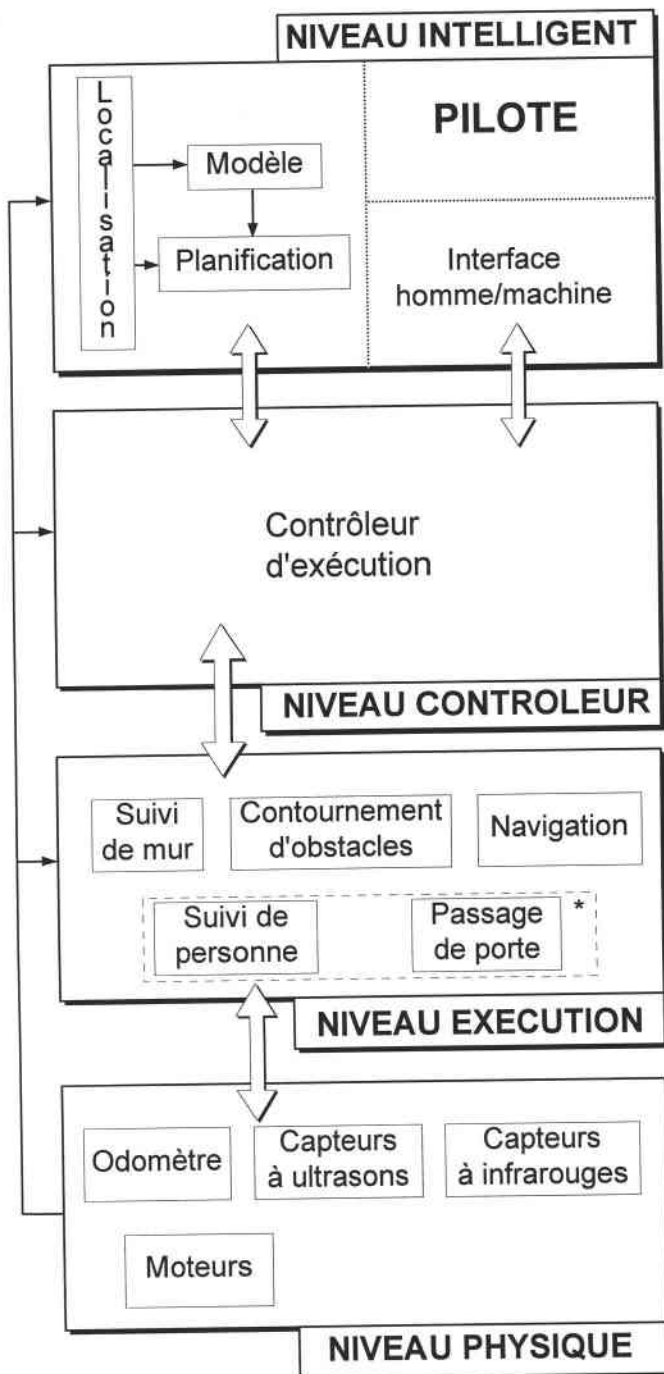 NIVEAU INTELLIGENT
Localisation
Modèle
Planification
PILOTE
Interface
homme/machine
Contrôleur
d'exécution
NIVEAU CONTROLEUR
Suivi
de mur
Contournement
d'obstacles
Navigation
Suivi de
personne
Passage
de porte
*
NIVEAU EXECUTION
Odomètre
Capteurs
à ultrasons
Capteurs
à infrarouges
Moteurs
NIVEAU PHYSIQUE